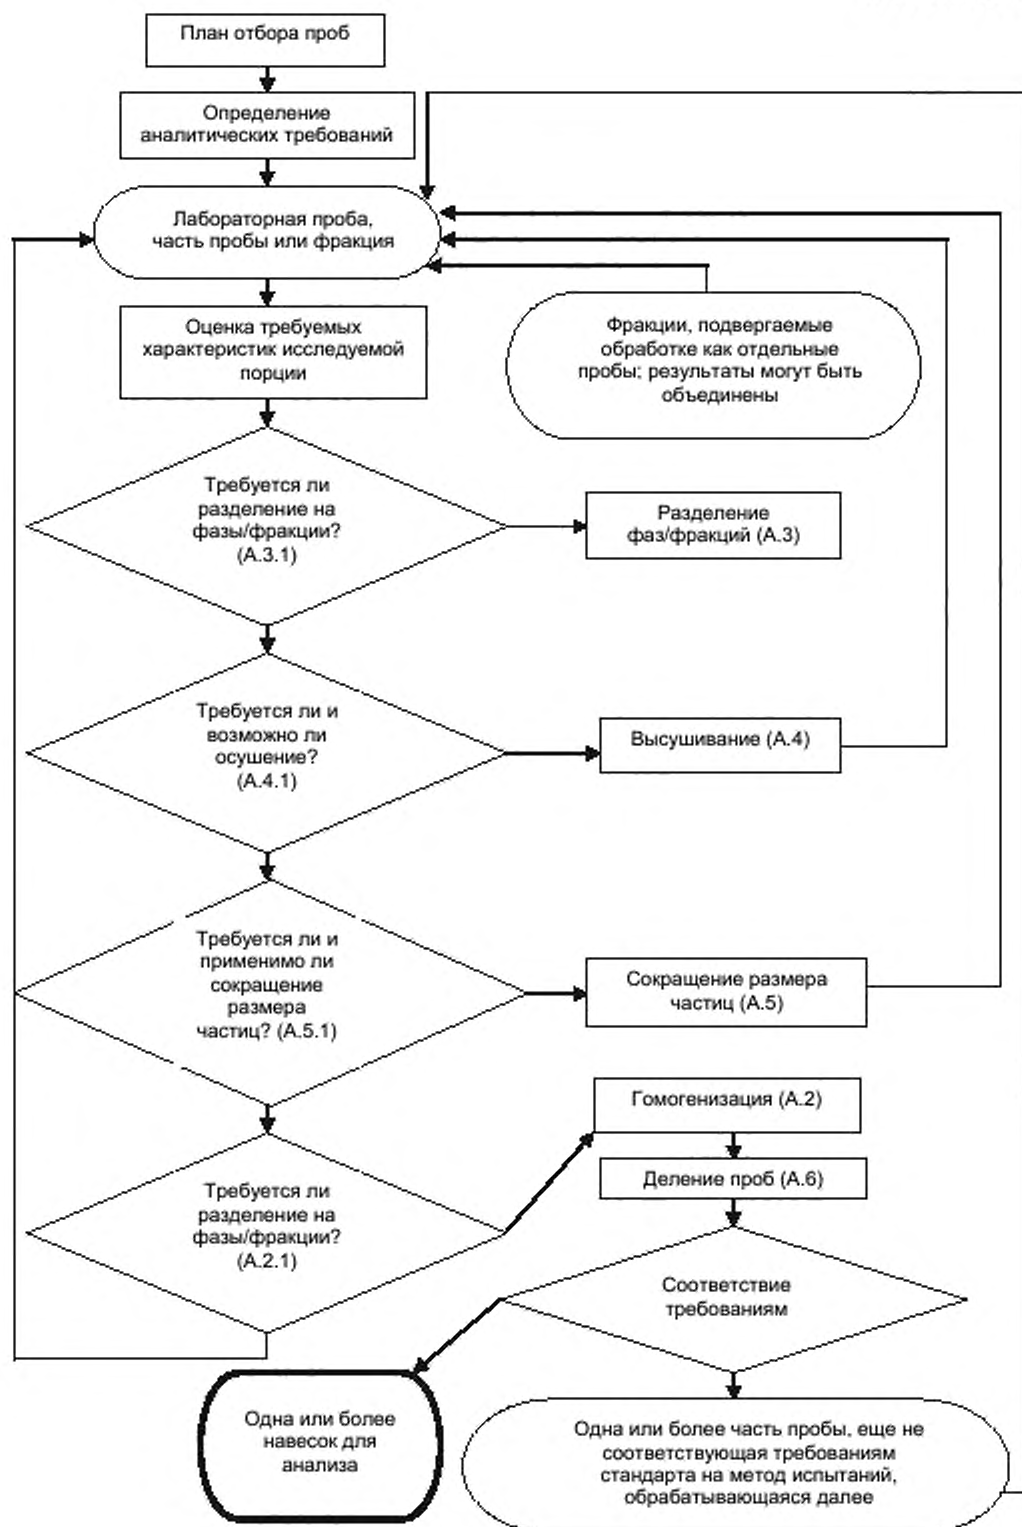 План отбора проб
Определение
аналитических требований
Лабораторная проба,
часть пробы или фракция
Оценка требуемых
характеристик исследуемой
порции
Фракции, подвергаемые
обработке как отдельные
пробы; результаты могут быть
объединены
Требуется ли
разделение на
фазы/фракции?
(А.3.1)
Разделение
фаз/фракций (А.3)
Требуется ли и
возможно ли
осушение?
(А.4.1)
Высушивание (А.4)
Требуется ли и
применимо ли
сокращение
размера
частиц? (А.5.1)
Сокращение размера
частиц (А.5)
Гомогенизация (А.2)
Деление проб (А.6)
Требуется ли
разделение на
фазы/фракции?
(А.2.1)
Соответствие
требованиям
Одна или более
навесок для
анализа
Одна или более часть пробы, еще не
соответствующая требованиям
стандарта на метод испытаний,
обрабатывающаяся далее